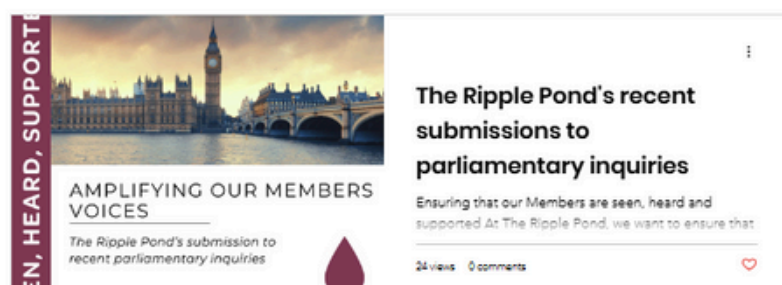 EN, HEARD, SUPPORTE
AMPLIFYING OUR MEMBERS
VOICES
The Ripple Pond's submission to
recent parliamentary inquiries
The Ripple Pond's recent
submissions to
parliamentary inquiries
Ensuring that our Members are seen, heard and
supported At The Ripple Pond, we want to ensure that
24 views 0 comments